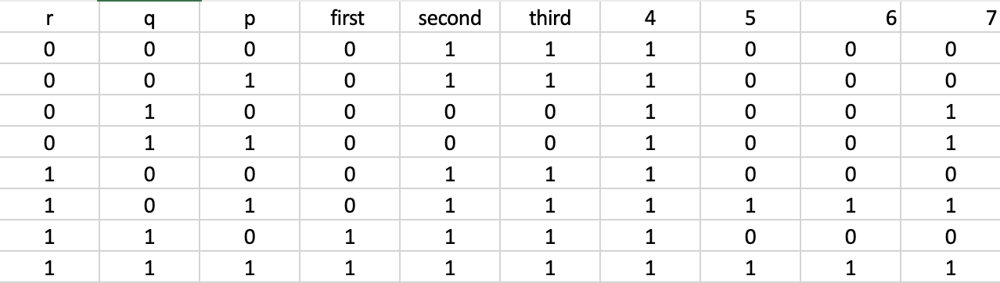 r q p first second third 4 5 6 7
0 0 0 0 1 1 1 0 0 0
0 0 1 0 1 1 1 0 0 0
0 1 0 0 0 0 1 0 0 1
0 1 1 0 0 0 1 0 0 1
1 0 0 0 1 1 1 0 0 0
1 0 1 0 1 1 1 1 1 1
1 1 0 1 1 1 1 0 0 0
1 1 1 1 1 1 1 1 1 1